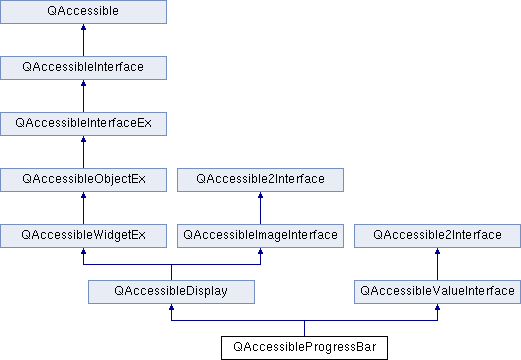 QAccessible
QAccessibleInterface
QAccessibleInterfaceEx
QAccessibleObjectEx
QAccessible2Interface
QAccessibleWidgetEx
QAccessibleImageInterface
QAccessible2Interface
QAccessibleDisplay
QAccessibleValueInterface
QAccessibleProgressBar